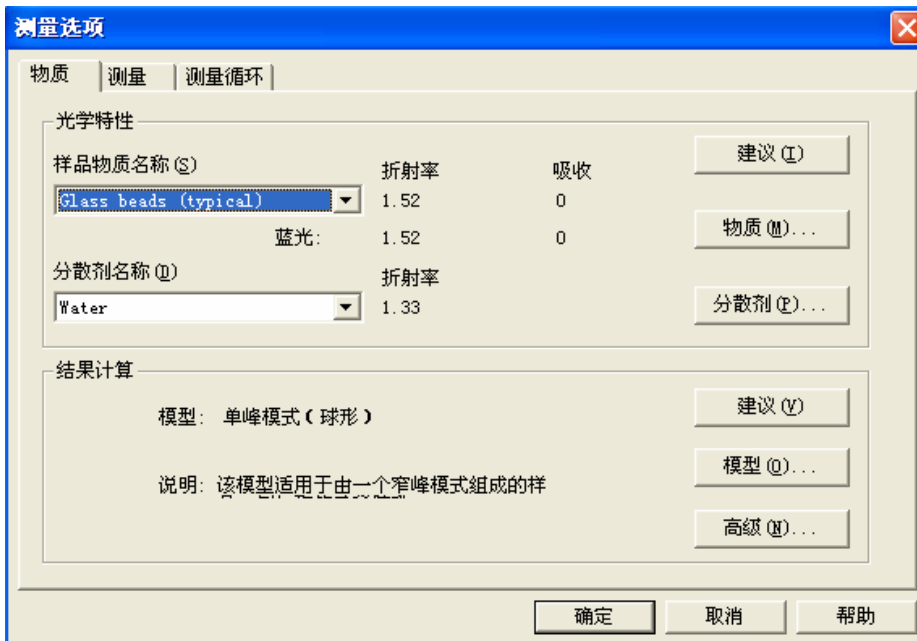 测量选项
物质 测量 测量循环
光学特性
样品物质名称(S) 折射率 吸收 建议(I)
Glass beads (typical) 1.52 0
蓝光: 1.52 0 物质(M)...
分散剂名称(D) 折射率
Water 1.33 分散剂(P)...
结果计算
模型: 单峰模式(球形) 建议(V)
模型(O)...
说明: 该模型适用于由一个窄峰模式组成的样
高级(N)...
确定 取消 帮助